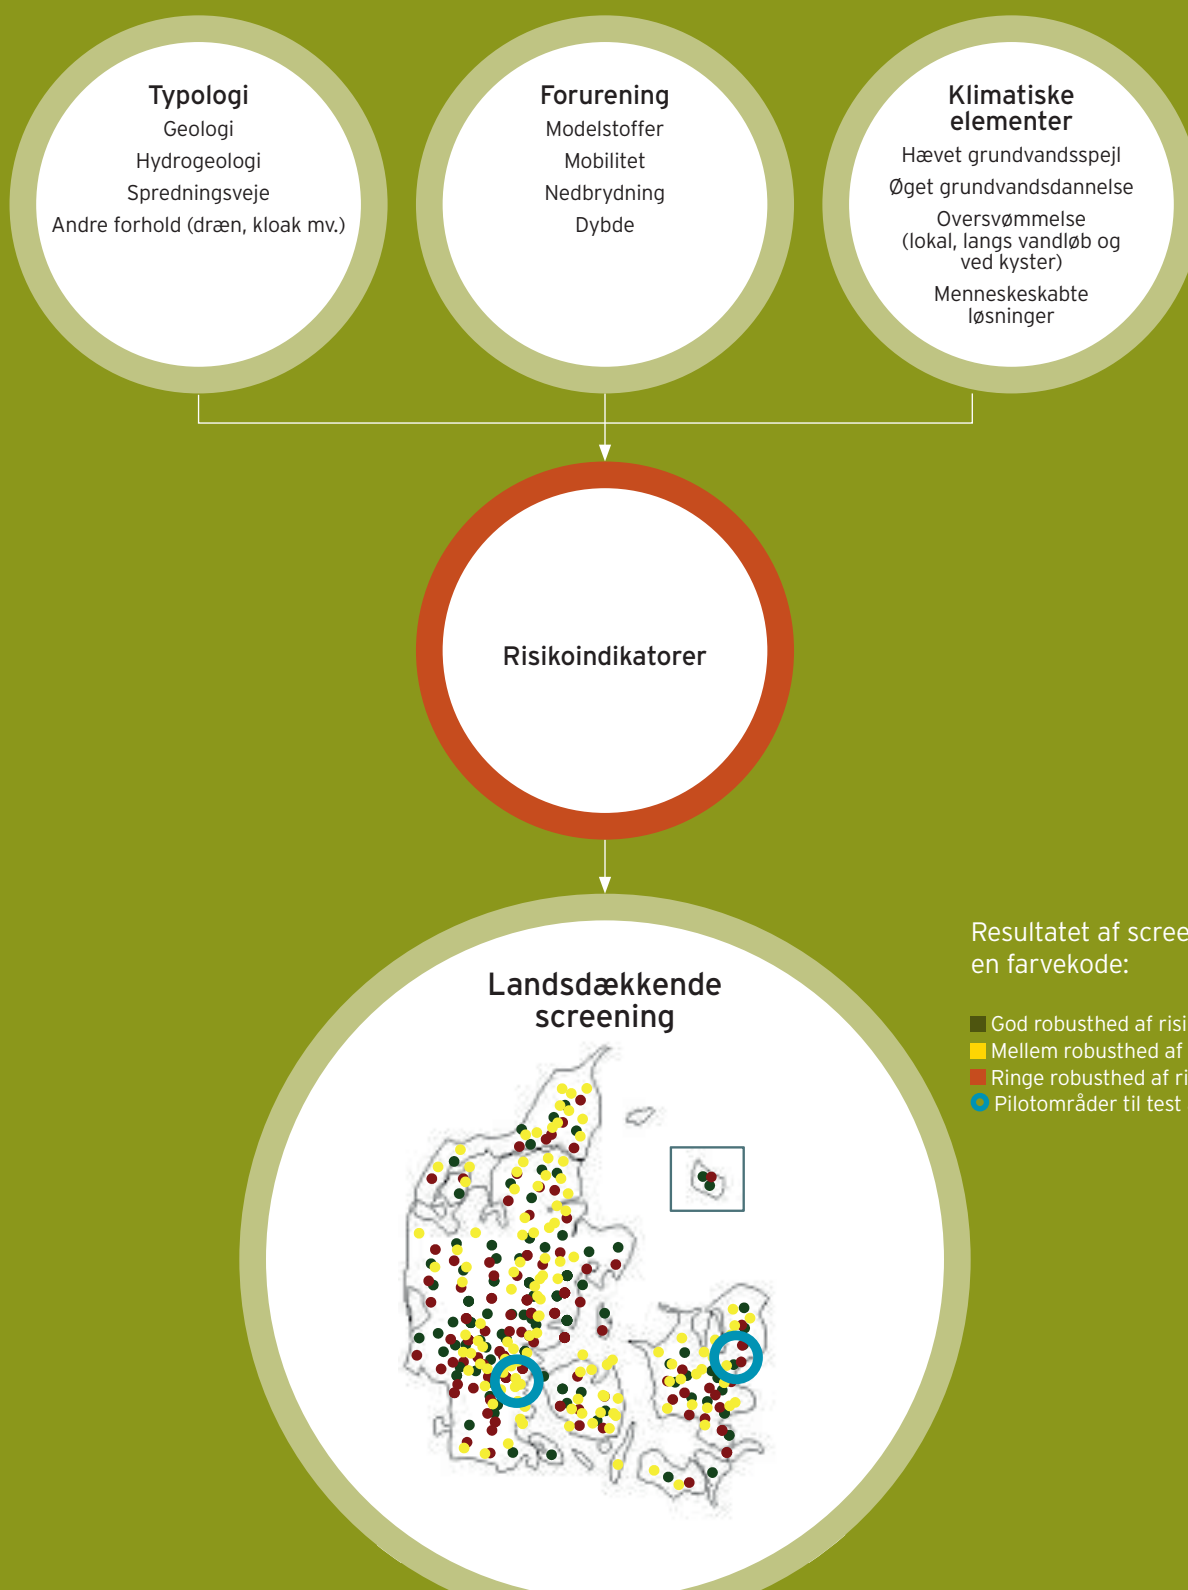 Typologi
Geologi
Hydrogeologi
Spredningsveje
Andre forhold (dræn, kloak mv.)
Forurening
Modelstoffer
Mobilitet
Nedbrydning
Dybde
Klimatiske
elementer
Hævet grundvandsspejl
Øget grundvandsdannelse
Oversvømmelse
(lokal, langs vandløb og
ved kyster)
Menneskeskabte
løsninger
Risikoindikatorer
Landsdækkende
screening
Resultatet af scree
en farvekode:
God robusthed af risi
Mellem robusthed af
Ringe robusthed af ri
Pilotområder til test